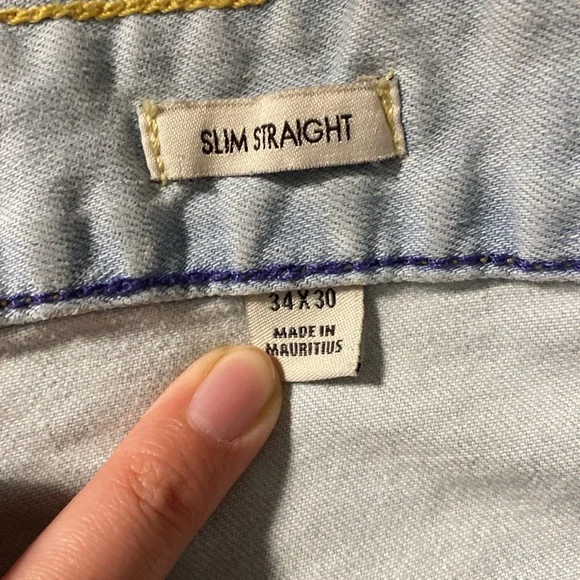 SLIM STRAIGHT
34 X 30
MADE IN
MAURITIUS